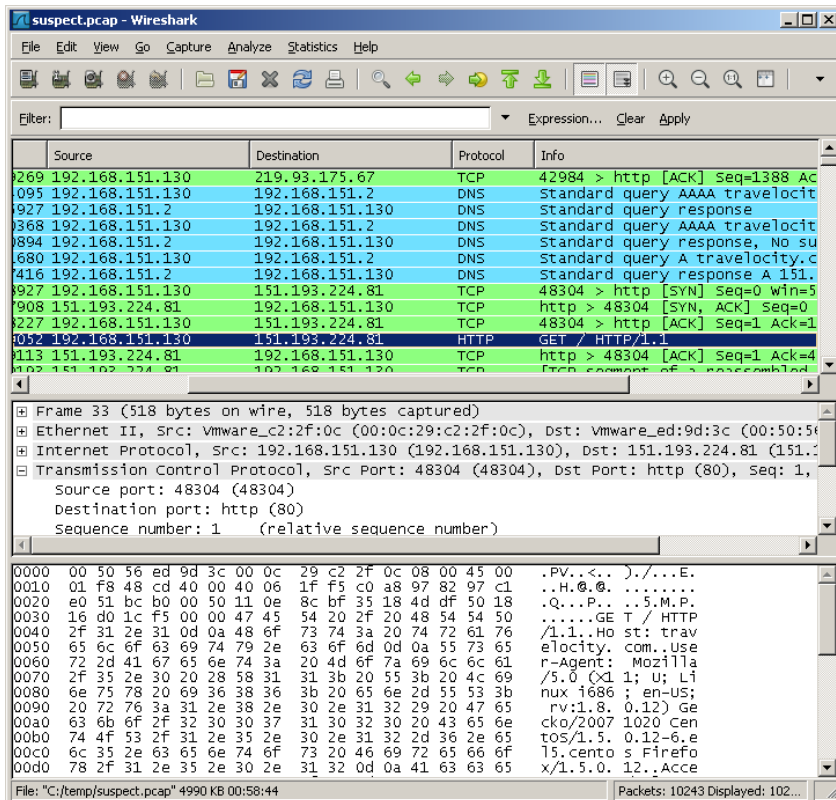 suspect.pcap - Wireshark
File Edit View Go Capture Analyze Statistics Help
Filter: Expression... Clear Apply
Source Destination Protocol Info
9269 192.168.151.130 219.93.175.67 TCP 42984 > http [ACK] Seq=1388 Ac
4095 192.168.151.130 192.168.151.2 DNS Standard query AAAA travelocit
5927 192.168.151.2 192.168.151.130 DNS Standard query response
0368 192.168.151.130 192.168.151.2 DNS Standard query AAAA travelocit
0894 192.168.151.2 192.168.151.130 DNS Standard query response, No su
1680 192.168.151.130 192.168.151.2 DNS Standard query A travelocity.c
7416 192.168.151.2 192.168.151.130 DNS Standard query response A 151.
8927 192.168.151.130 151.193.224.81 TCP 48304 > http [SYN] Seq=0 Win=5
7908 151.193.224.81 192.168.151.130 TCP http > 48304 [SYN, ACK] Seq=0
8227 192.168.151.130 151.193.224.81 TCP 48304 > http [ACK] Seq=1 Ack=1
052 192.168.151.130 151.193.224.81 HTTP GET / HTTP/1.1
9113 151.193.224.81 192.168.151.130 TCP http > 48304 [ACK] Seq=1 Ack=4
151.193.224.81 192.168.151.130 TCP [TCP segment of a reassembled
Frame 33 (518 bytes on wire, 518 bytes captured)
Ethernet II, Src: Vmware_c2:2f:0c (00:0c:29:c2:2f:0c), Dst: Vmware_ed:9d:3c (00:50:56
Internet Protocol, Src: 192.168.151.130 (192.168.151.130), Dst: 151.193.224.81 (151.1
Transmission Control Protocol, Src Port: 48304 (48304), Dst Port: http (80), Seq: 1,
Source port: 48304 (48304)
Destination port: http (80)
Sequence number: 1 (relative sequence number)
0000 00 50 56 ed 9d 3c 00 0c 29 c2 2f 0c 08 00 45 00 .PV..<.. )./...E.
0010 01 f8 48 cd 40 00 40 06 1f f5 c0 a8 97 82 97 c1 ..H.@.@. ........
0020 e0 51 bc b0 00 50 11 0e 8c bf 35 18 4d df 50 18 .Q...P.. ..5.M.P.
0030 16 d0 1c f5 00 00 47 45 54 20 2f 20 48 54 54 50 ......GE T / HTTP
0040 2f 31 2e 31 0d 0a 48 6f 73 74 3a 20 74 72 61 76 /1.1..Ho st: trav
0050 65 6c 6f 63 69 74 79 2e 63 6f 6d 0d 0a 55 73 65 elocity. com..Use
0060 72 2d 41 67 65 6e 74 3a 20 4d 6f 7a 69 6c 6c 61 r-Agent: Mozilla
0070 2f 35 2e 30 20 28 58 31 31 3b 20 55 3b 20 4c 69 /5.0 (X1 1; U; Li
0080 6e 75 78 20 69 36 38 36 3b 20 65 6e 2d 55 53 3b nux i686 ; en-US;
0090 20 72 76 3a 31 2e 38 2e 30 2e 31 32 29 20 47 65 rv:1.8. 0.12) Ge
00a0 63 6b 6f 2f 32 30 30 37 31 30 32 30 20 43 65 6e cko/2007 1020 Cen
00b0 74 4f 53 2f 31 2e 35 2e 30 2e 31 32 2d 36 2e 65 tOS/1.5. 0.12-6.e
00c0 6c 35 2e 63 65 6e 74 6f 73 20 46 69 72 65 66 6f l5.cento s Firefo
00d0 78 2f 31 2e 35 2e 30 2e 31 32 0d 0a 41 63 63 65 x/1.5.0. 12..Acce
File: "C:/temp/suspect.pcap" 4990 KB 00:58:44 Packets: 10243 Displayed: 102...